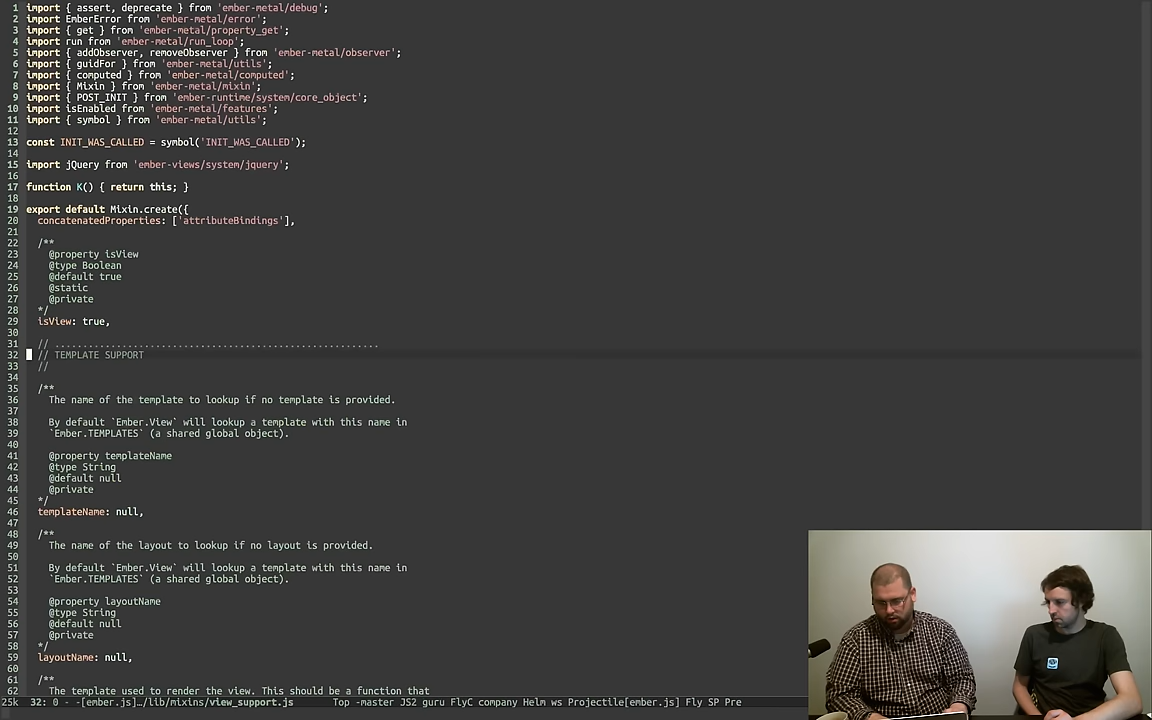 1 import { assert, deprecate } from 'ember-metal/debug';
2 import EmberError from 'ember-metal/error';
3 import { get } from 'ember-metal/property_get';
4 import run from 'ember-metal/run_loop';
5 import { addObserver, removeObserver } from 'ember-metal/observer';
6 import { guidFor } from 'ember-metal/utils';
7 import { computed } from 'ember-metal/computed';
8 import { Mixin } from 'ember-metal/mixin';
9 import { POST_INIT } from 'ember-runtime/system/core_object';
10 import isEnabled from 'ember-metal/features';
11 import { symbol } from 'ember-metal/utils';
12
13 const INIT_WAS_CALLED = symbol('INIT_WAS_CALLED');
14
15 import jQuery from 'ember-views/system/jquery';
16
17 function K() { return this; }
18
19 export default Mixin.create({
20 concatenatedProperties: ['attributeBindings'],
21
22 /**
23 @property isView
24 @type Boolean
25 @default true
26 @static
27 @private
28 */
29 isView: true,
30
31 // ..........................................................
32 // TEMPLATE SUPPORT
33 //
34
35 /**
36 The name of the template to lookup if no template is provided.
37
38 By default `Ember.View` will lookup a template with this name in
39 `Ember.TEMPLATES` (a shared global object).
40
41 @property templateName
42 @type String
43 @default null
44 @private
45 */
46 templateName: null,
47
48 /**
49 The name of the layout to lookup if no layout is provided.
50
51 By default `Ember.View` will lookup a template with this name in
52 `Ember.TEMPLATES` (a shared global object).
53
54 @property layoutName
55 @type String
56 @default null
57 @private
58 */
59 layoutName: null,
60
61 /**
62 The template used to render the view. This should be a function that
25k 32: 0 - -[ember.js]…/lib/mixins/view_support.js Top -master JS2 guru FlyC company Helm ws Projectile[ember.js] Fly SP Pre